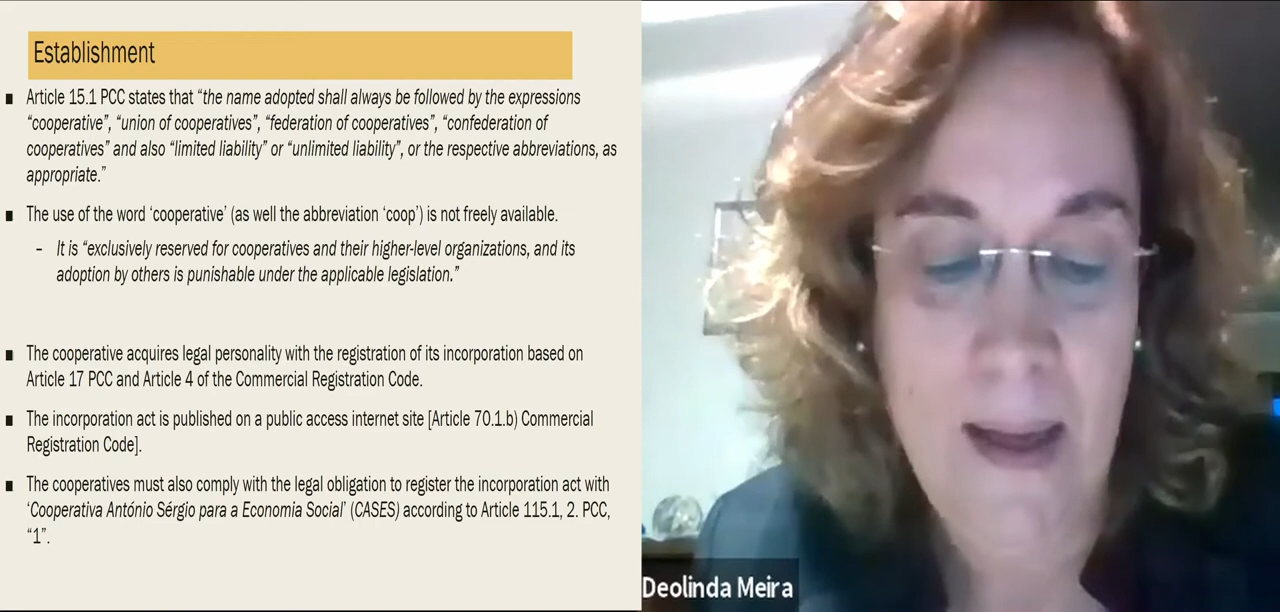 Establishment
■ Article 15.1 PCC states that “the name adopted shall always be followed by the expressions
“cooperative”, “union of cooperatives”, “federation of cooperatives”, “confederation of
cooperatives” and also “limited liability” or “unlimited liability”, or the respective abbreviations, as
appropriate.”
■ The use of the word ‘cooperative’ (as well the abbreviation ‘coop’) is not freely available.
– It is “exclusively reserved for cooperatives and their higher-level organizations, and its
adoption by others is punishable under the applicable legislation.”
■ The cooperative acquires legal personality with the registration of its incorporation based on
Article 17 PCC and Article 4 of the Commercial Registration Code.
■ The incorporation act is published on a public access internet site [Article 70.1.b) Commercial
Registration Code].
■ The cooperatives must also comply with the legal obligation to register the incorporation act with
‘Cooperativa António Sérgio para a Economia Social’ (CASES) according to Article 115.1, 2. PCC,
“1”.
Deolinda Meira